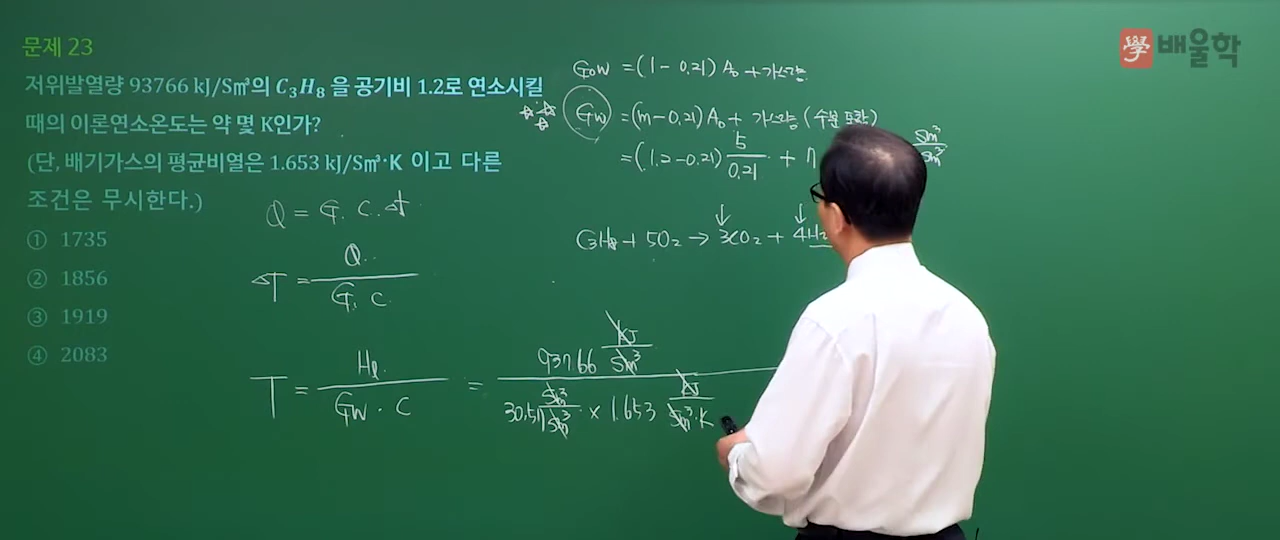 學 배울학
문제 23
저위발열량 93766 kJ/Sm³의 C₃H₈ 을 공기비 1.2로 연소시킬
때의 이론연소온도는 약 몇 K인가?
(단, 배기가스의 평균비열은 1.653 kJ/Sm³·K 이고 다른
조건은 무시한다.)
① 1735
② 1856
③ 1919
④ 2083
Q = G. C. Δt
ΔT = Q / G. C
T = Hl / Gw · C = 93766 kJ/Sm³ / 30.57 Sm³/Sm³ × 1.653 kJ/Sm³·K
Gow = (1 - 0.21) A₀ + 가스량
Gw = (m - 0.21) A₀ + 가스량 (수분 포함)
= (1.2 - 0.21) 5/0.21 + 7 Sm³/Sm³
C₃H₈ + 5O₂ → 3CO₂ + 4H₂